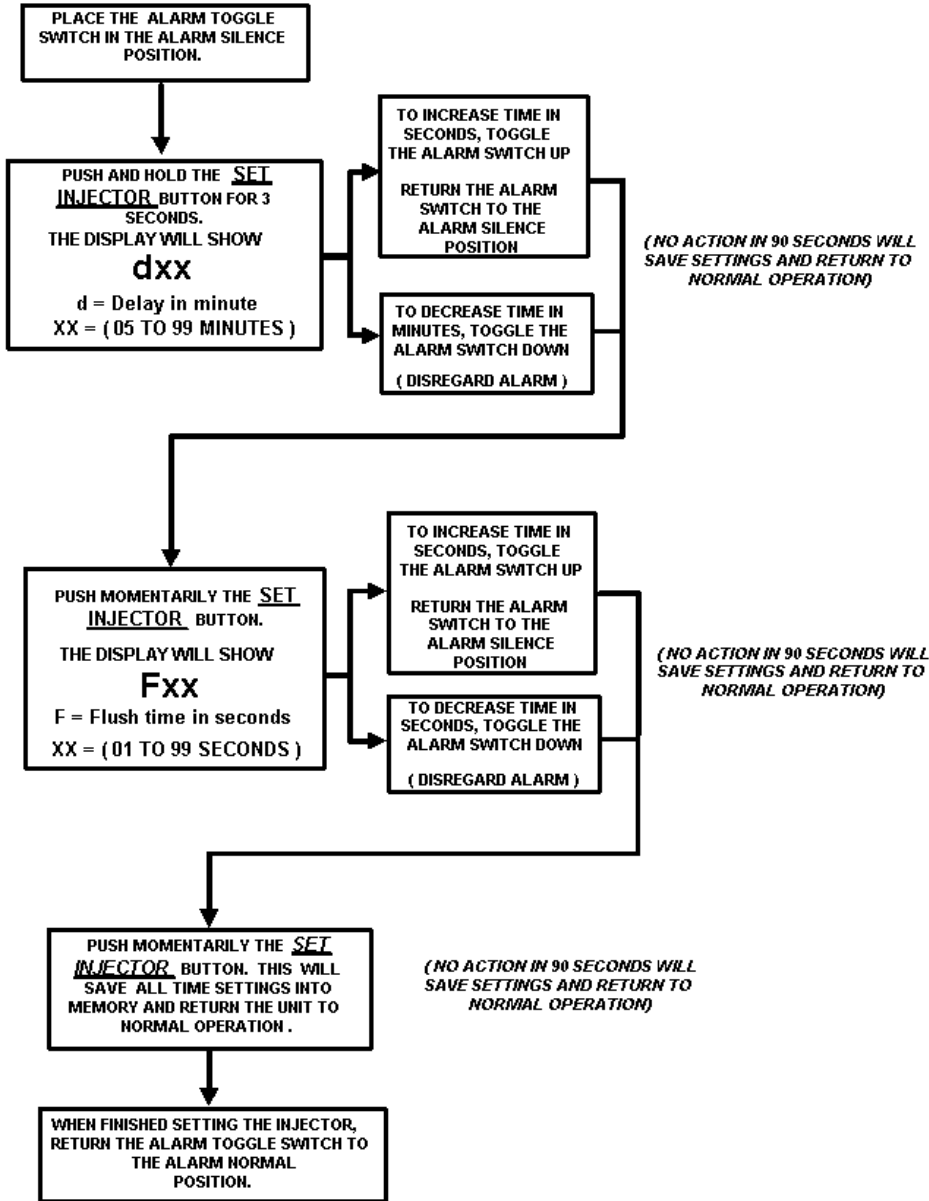 PLACE THE ALARM TOGGLE
SWITCH IN THE ALARM SILENCE
POSITION.
PUSH AND HOLD THE SET
INJECTOR BUTTON FOR 3
SECONDS.
THE DISPLAY WILL SHOW
dxx
d = Delay in minute
XX = ( 05 TO 99 MINUTES )
TO INCREASE TIME IN
SECONDS, TOGGLE
THE ALARM SWITCH UP
RETURN THE ALARM
SWITCH TO THE
ALARM SILENCE
POSITION
TO DECREASE TIME IN
MINUTES, TOGGLE THE
ALARM SWITCH DOWN
( DISREGARD ALARM )
( NO ACTION IN 90 SECONDS WILL
SAVE SETTINGS AND RETURN TO
NORMAL OPERATION)
PUSH MOMENTARILY THE SET
INJECTOR BUTTON.
THE DISPLAY WILL SHOW
Fxx
F = Flush time in seconds
XX = ( 01 TO 99 SECONDS )
TO INCREASE TIME IN
SECONDS, TOGGLE
THE ALARM SWITCH UP
RETURN THE ALARM
SWITCH TO THE
ALARM SILENCE
POSITION
TO DECREASE TIME IN
SECONDS, TOGGLE THE
ALARM SWITCH DOWN
( DISREGARD ALARM )
( NO ACTION IN 90 SECONDS WILL
SAVE SETTINGS AND RETURN TO
NORMAL OPERATION)
PUSH MOMENTARILY THE SET
INJECTOR BUTTON. THIS WILL
SAVE ALL TIME SETTINGS INTO
MEMORY AND RETURN THE UNIT TO
NORMAL OPERATION .
( NO ACTION IN 90 SECONDS WILL
SAVE SETTINGS AND RETURN TO
NORMAL OPERATION)
WHEN FINISHED SETTING THE INJECTOR,
RETURN THE ALARM TOGGLE SWITCH TO
THE ALARM NORMAL
POSITION.